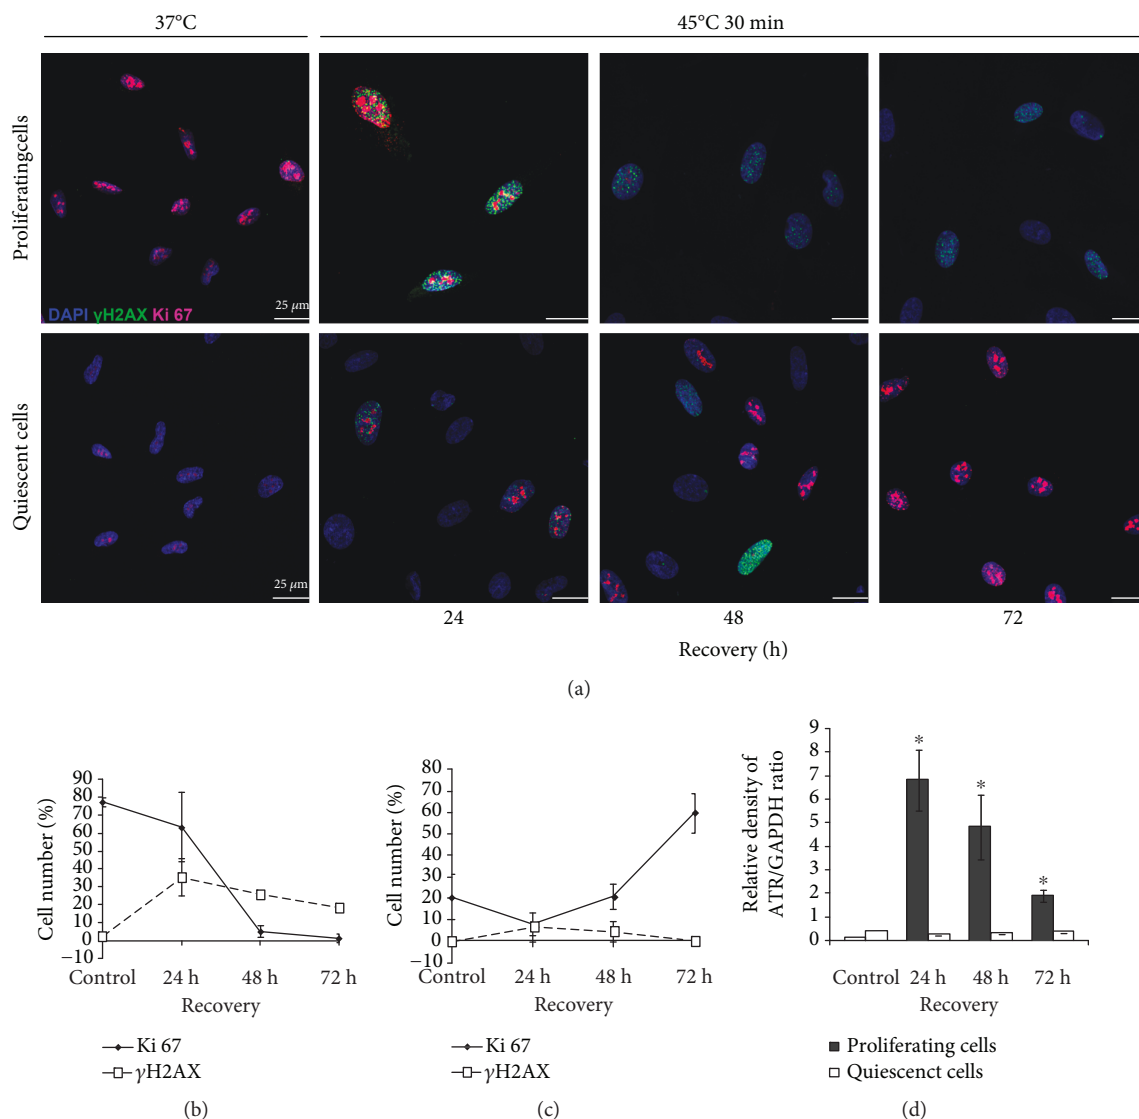 37°C
45°C 30 min
Proliferatingcells
DAPI γH2AX Ki 67
25 μm
Quiescent cells
25 μm
24
48
72
Recovery (h)
(a)
Cell number (%)
90
80
70
60
50
40
30
20
10
0
−10
Control 24 h 48 h 72 h
Recovery
Ki 67
γH2AX
(b)
Cell number (%)
80
70
60
50
40
30
20
10
0
−10
Control 24 h 48 h 72 h
Recovery
Ki 67
γH2AX
(c)
Relative density of
ATR/GAPDH ratio
9
8
7
6
5
4
3
2
1
0
* * *
Control 24 h 48 h 72 h
Recovery
Proliferating cells
Quiescenct cells
(d)